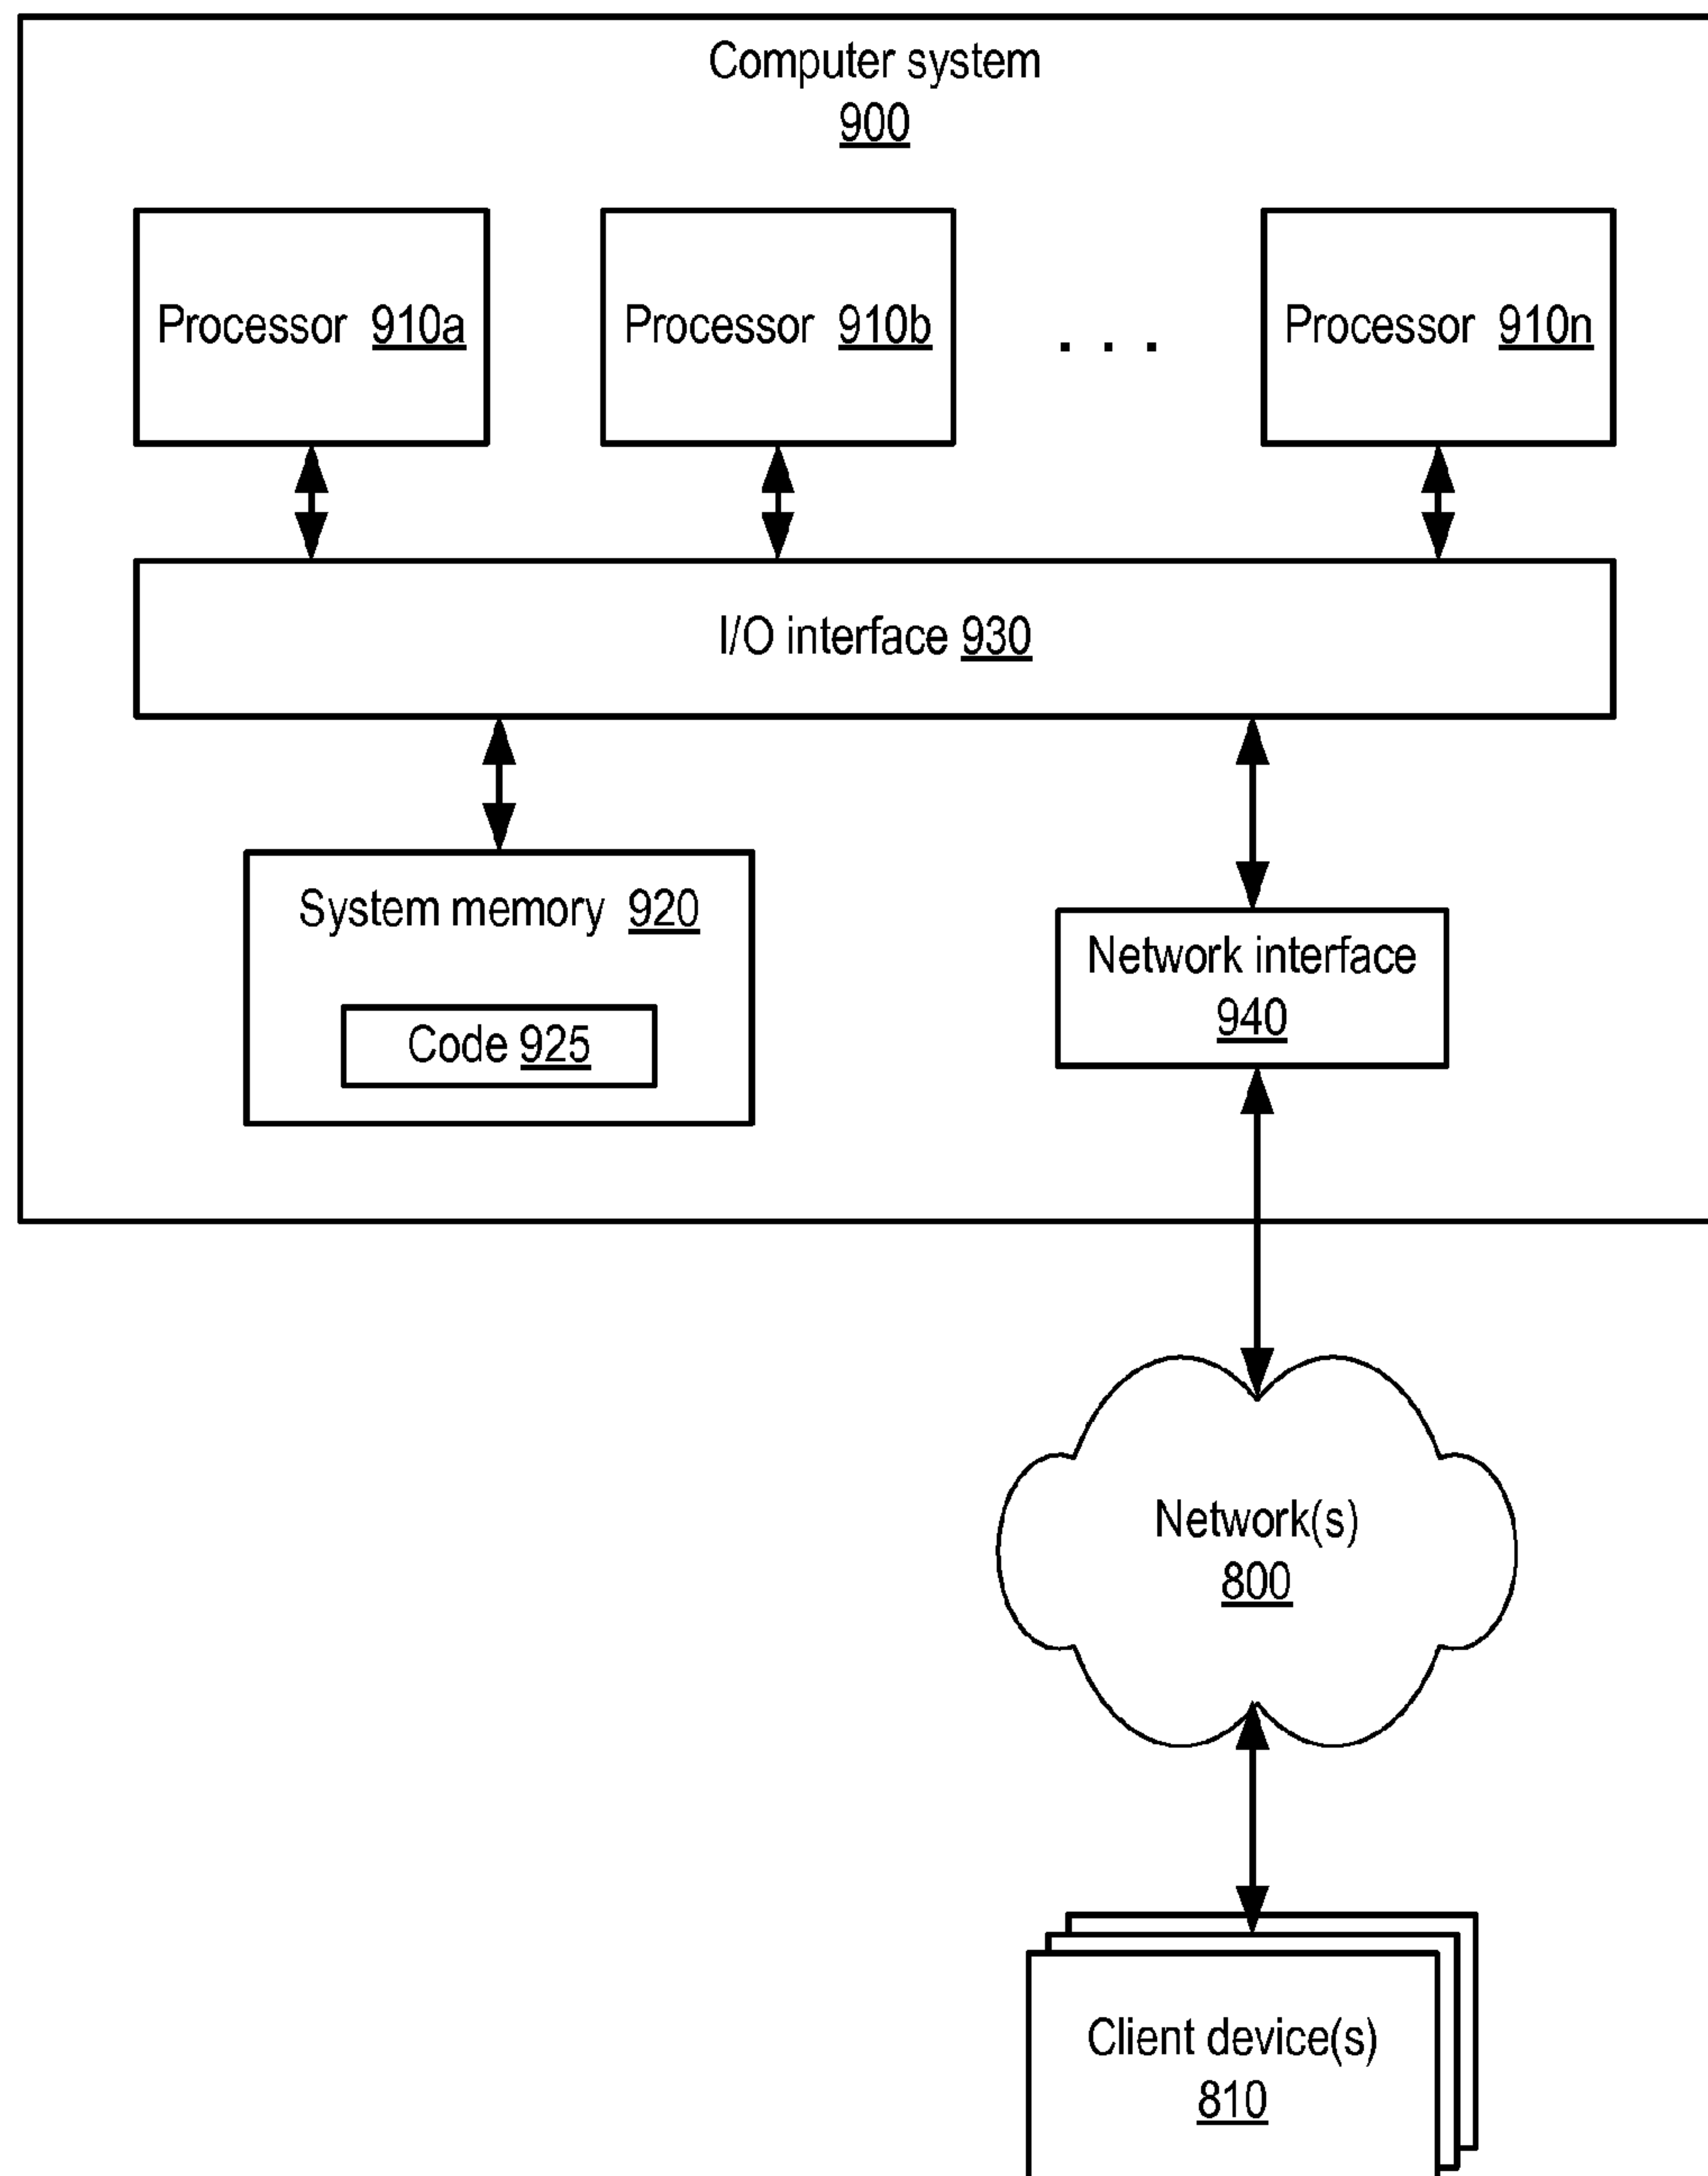 Computer system
900
Processor 910a
Processor 910b
. . .
Processor 910n
I/O interface 930
System memory 920
Code 925
Network interface
940
Network(s)
800
Client device(s)
810